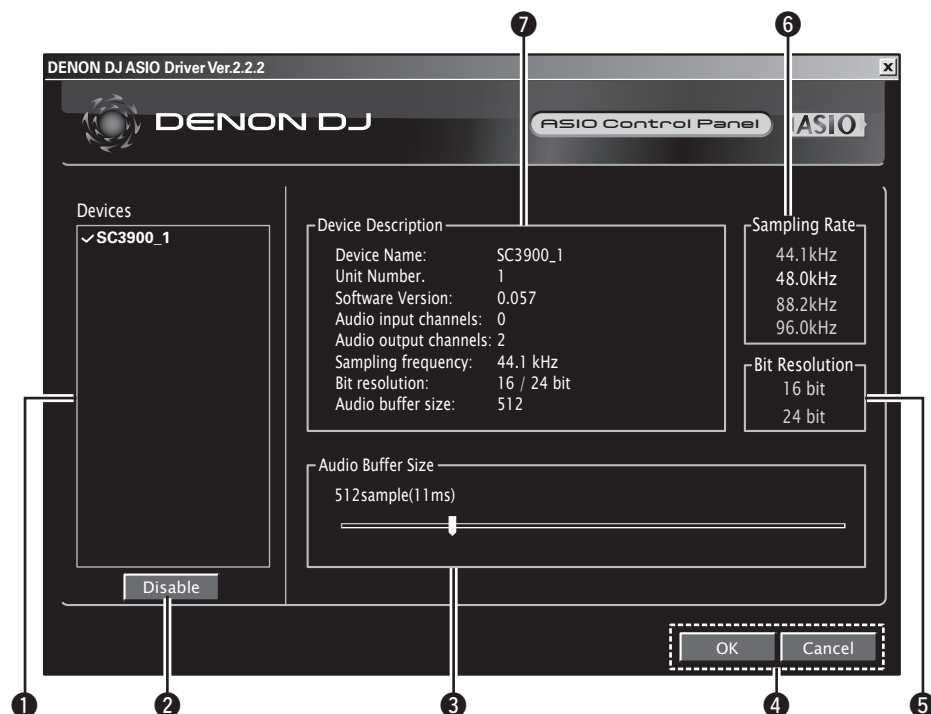 7
6
DENON DJ ASIO Driver Ver.2.2.2
x
DENON DJ
ASIO Control Panel
ASIO
Devices
✓SC3900_1
Device Description
Device Name: SC3900_1
Unit Number. 1
Software Version: 0.057
Audio input channels: 0
Audio output channels: 2
Sampling frequency: 44.1 kHz
Bit resolution: 16 / 24 bit
Audio buffer size: 512
Sampling Rate
44.1kHz
48.0kHz
88.2kHz
96.0kHz
Bit Resolution
16 bit
24 bit
Audio Buffer Size
512sample(11ms)
Disable
OK
Cancel
1
2
3
4
5